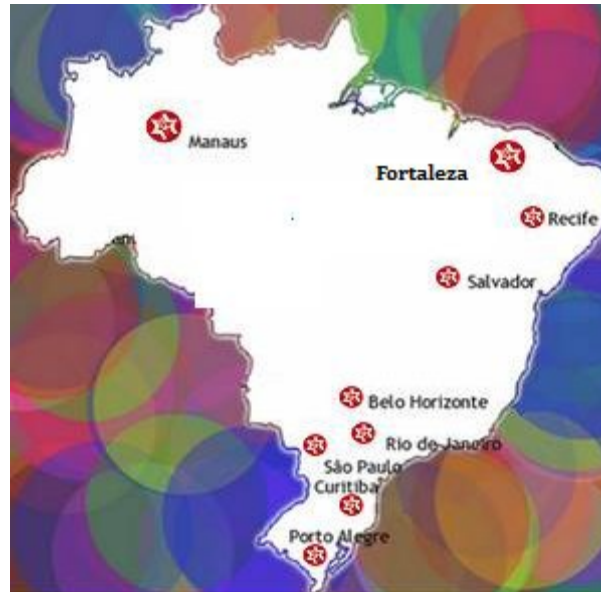 Manaus
Fortaleza
Recife
Salvador
Belo Horizonte
Rio de Janeiro
São Paulo
Curitiba
Porto Alegre